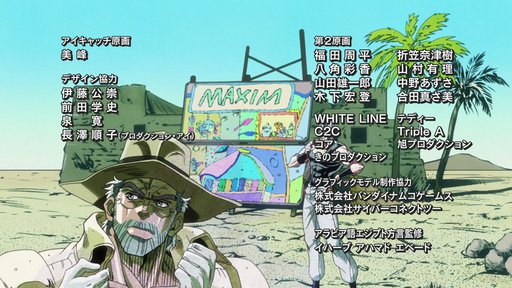 アイキャッチ原画
美 峰
デザイン協力
伊 藤 公 崇
前 田 学 史
泉　　 寛
長 澤 順 子(プロダクション・アイ)
MAXIM
第2原画
福 田 周 平　折笠奈津樹
八 角 彩 香　山 村 有 理
山田雄一郎　中野あずさ
木 下 宏 登　合田真さ美
WHITE LINE　テディー
C2C　Triple A
コア　旭プロダクション
きのプロダクション
グラフィックモデル制作協力
株式会社バンダイナムコゲームス
株式会社サイバーコネクトツー
アラビア語エジプト方言監修
イハーブ アハマド エベード